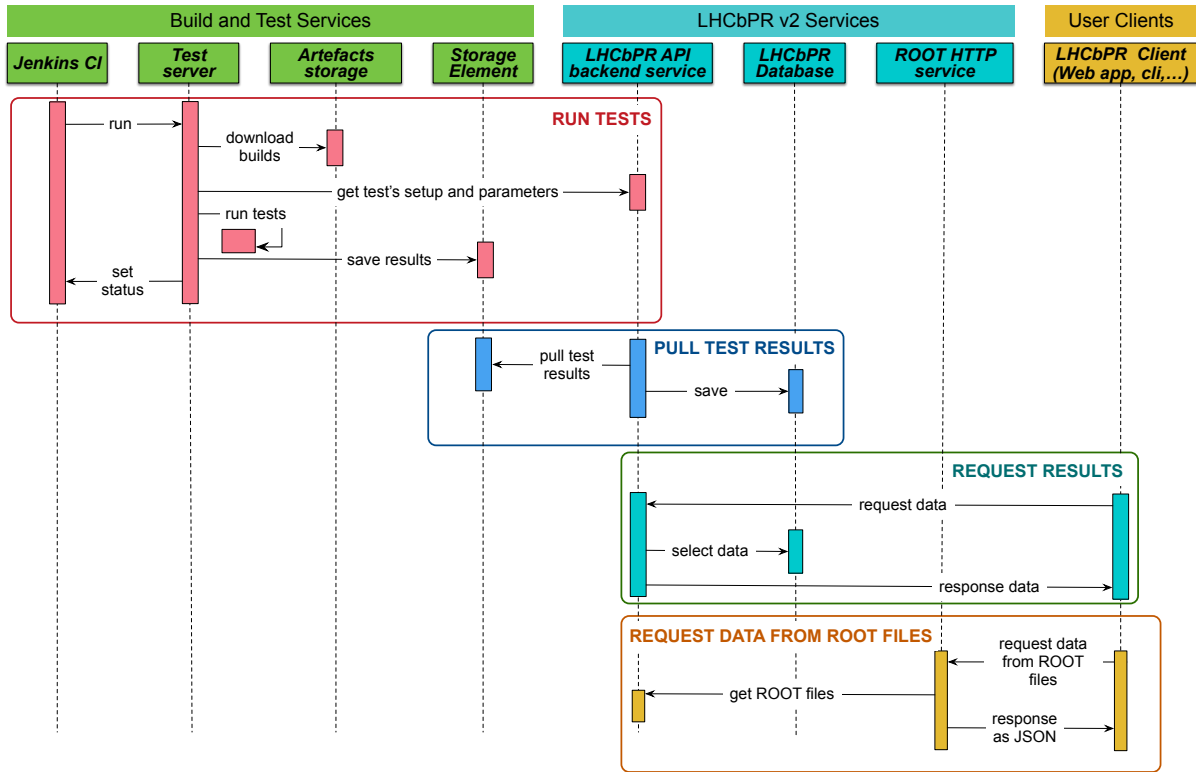 Build and Test Services
LHCbPR v2 Services
User Clients
Jenkins CI
Test
server
Artefacts
storage
Storage
Element
LHCbPR API
backend service
LHCbPR
Database
ROOT HTTP
service
LHCbPR Client
(Web app, cli,...)
RUN TESTS
run
download
builds
get test's setup and parameters
run tests
save results
set
status
PULL TEST RESULTS
pull test
results
save
REQUEST RESULTS
request data
select data
response data
REQUEST DATA FROM ROOT FILES
request data
from ROOT
files
get ROOT files
response
as JSON